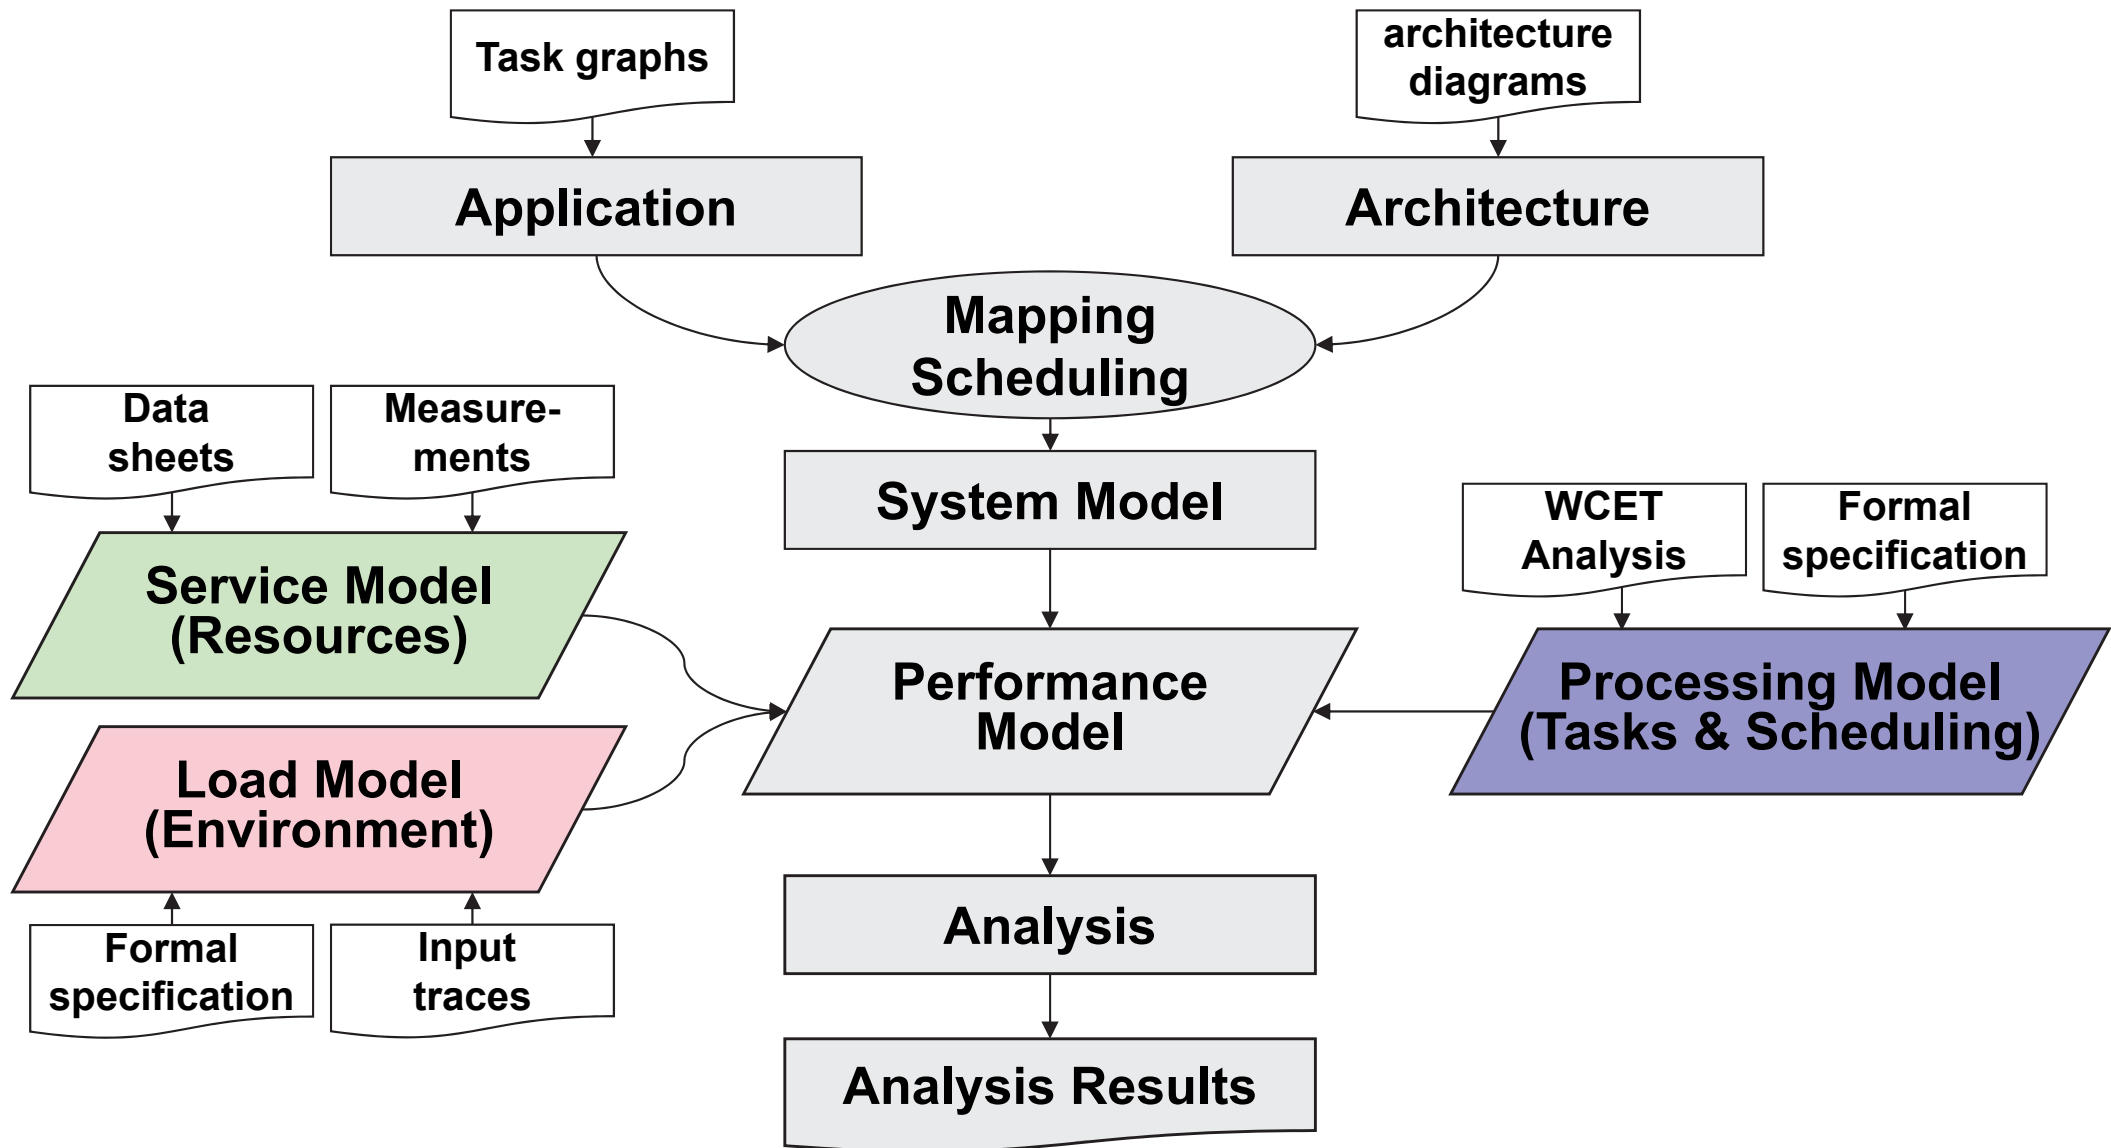 Task graphs
architecture
diagrams
Application
Architecture
Mapping
Scheduling
Data
sheets
Measure-
ments
System Model
WCET
Analysis
Formal
specification
Service Model
(Resources)
Performance
Model
Processing Model
(Tasks & Scheduling)
Load Model
(Environment)
Analysis
Formal
specification
Input
traces
Analysis Results